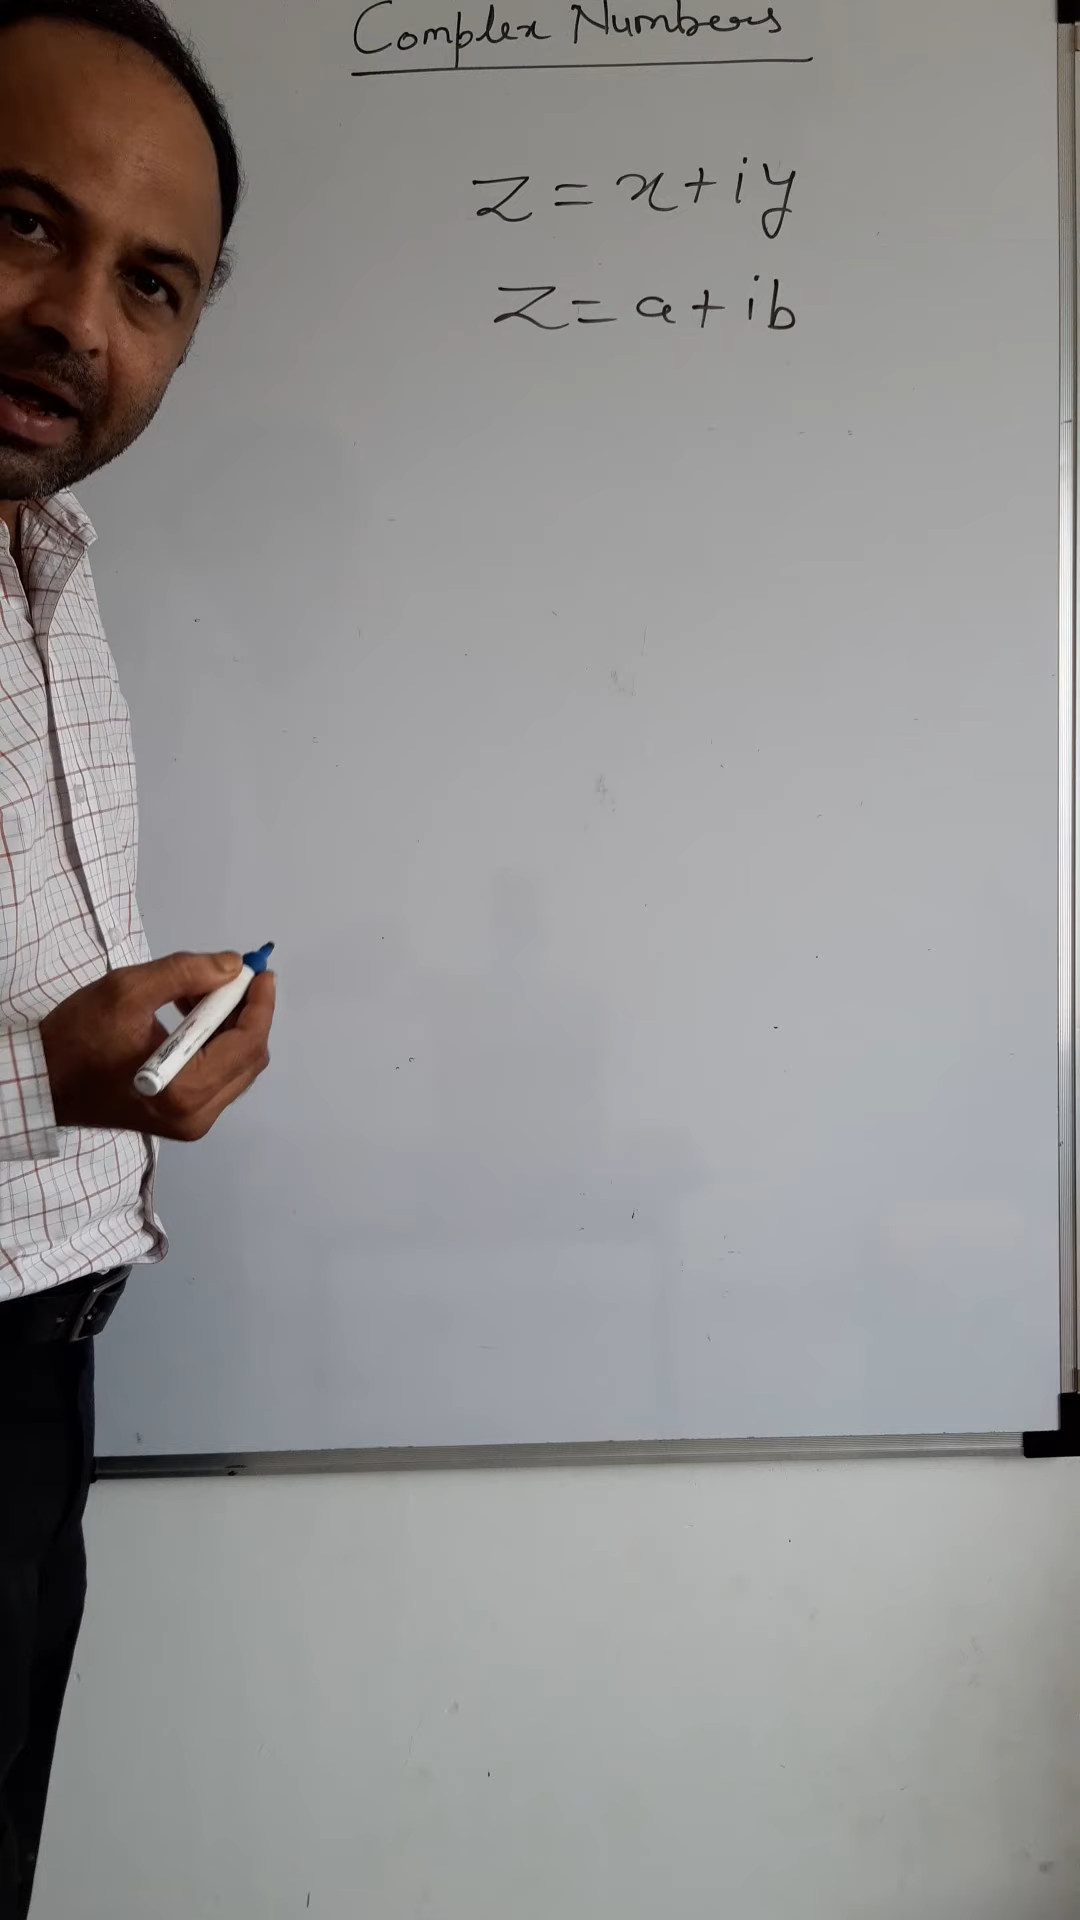 Complex Numbers
z = x + iy
z = a + ib